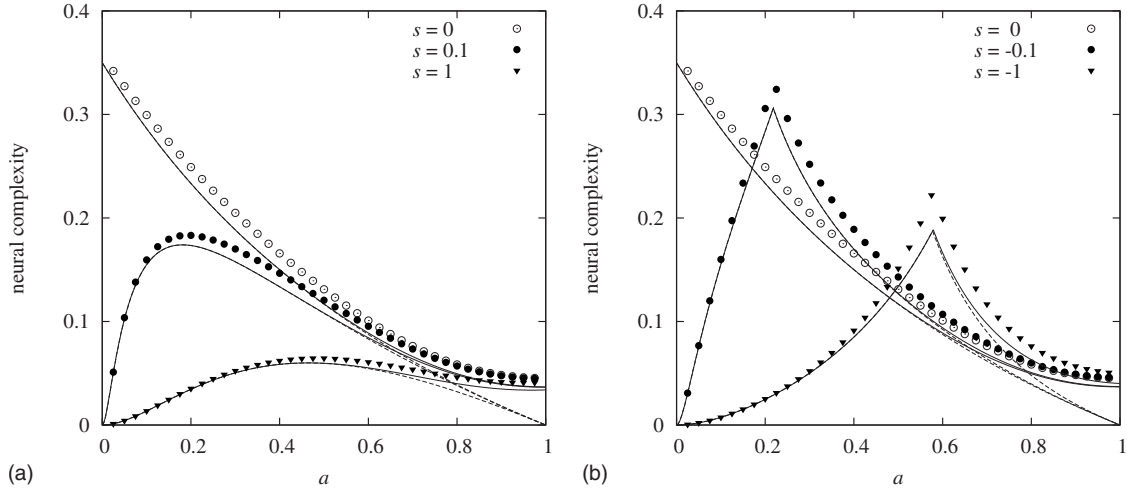 0.4
0.3
0.2
0.1
0
neural complexity
s = 0
s = 0.1
s = 1
0 0.2 0.4 0.6 0.8 1
a
(a)
0.4
0.3
0.2
0.1
0
neural complexity
s = 0
s = -0.1
s = -1
0 0.2 0.4 0.6 0.8 1
a
(b)